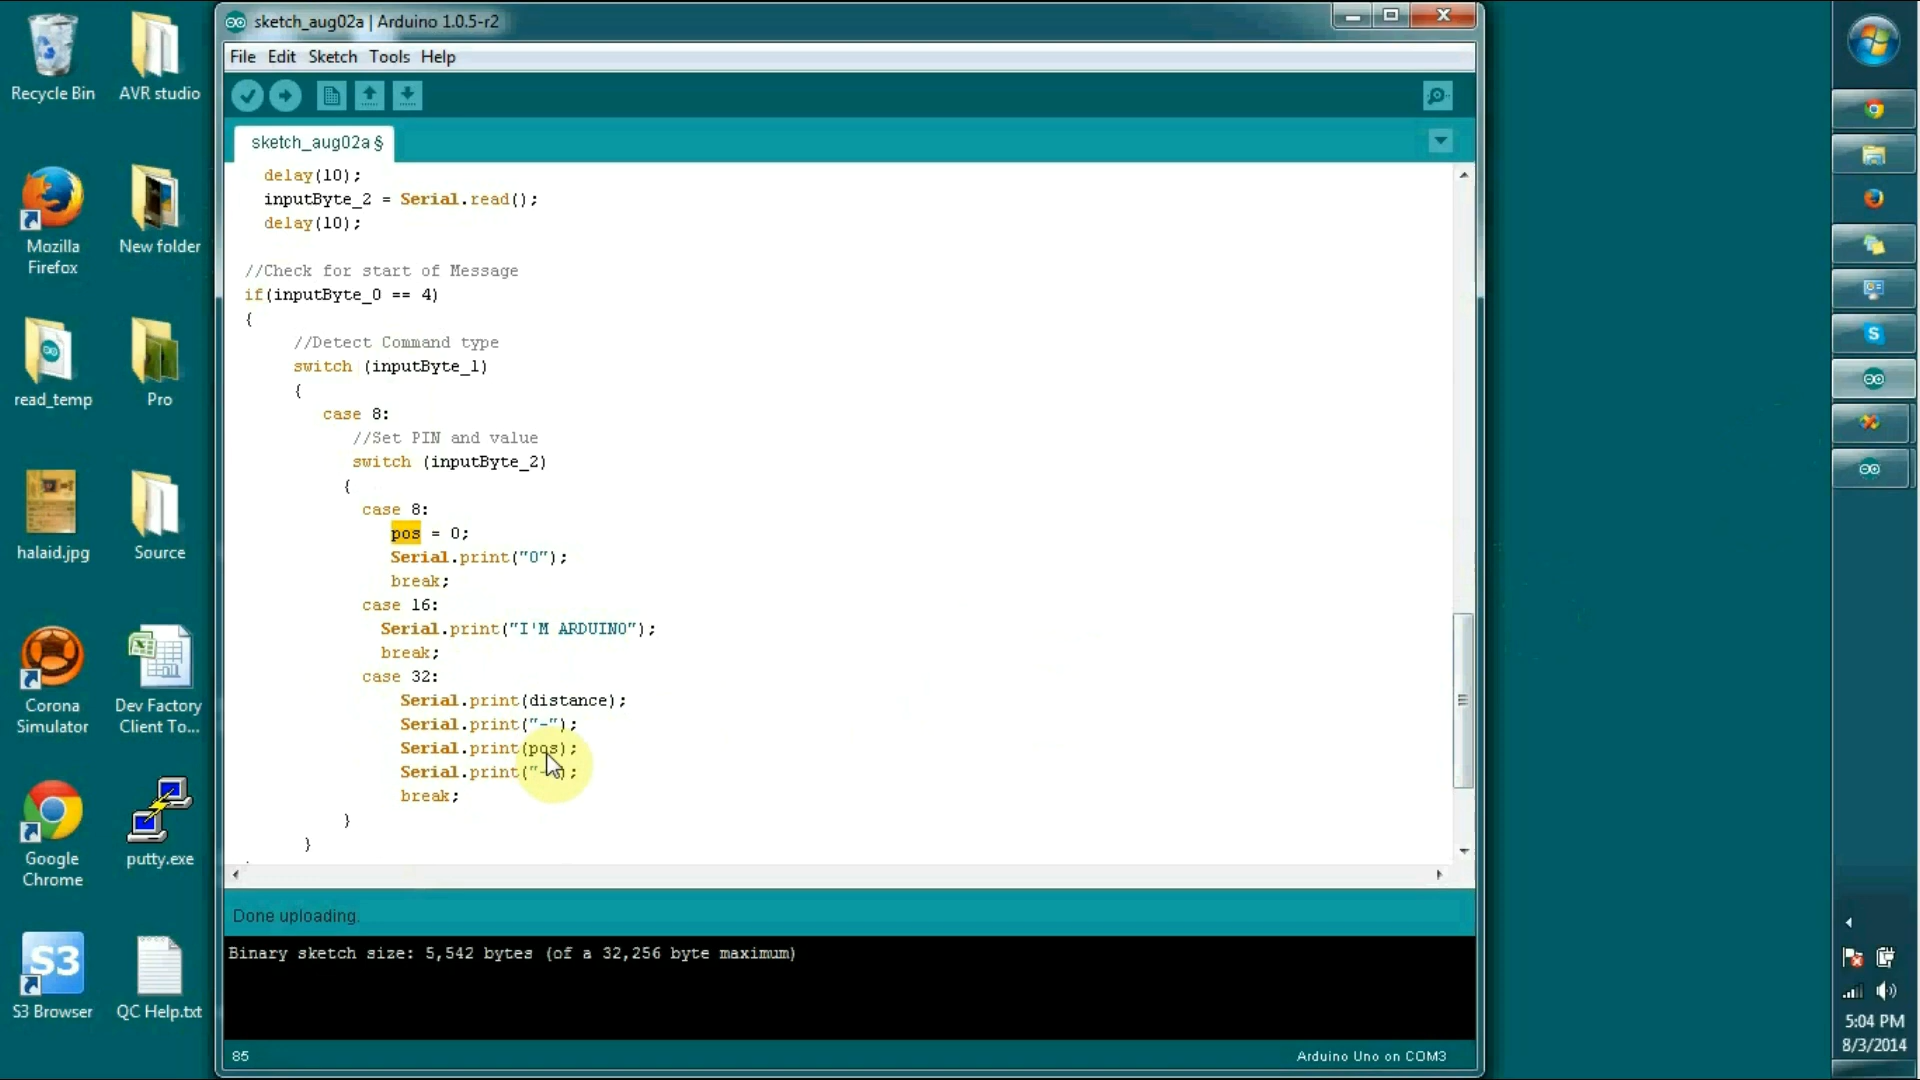 sketch_aug02a | Arduino 1.0.5-r2
File Edit Sketch Tools Help
sketch_aug02a §
delay(10);
inputByte_2 = Serial.read();
delay(10);
//Check for start of Message
if(inputByte_0 == 4)
{
//Detect Command type
switch (inputByte_1)
{
case 8:
//Set PIN and value
switch (inputByte_2)
{
case 8:
pos = 0;
Serial.print("0");
break;
case 16:
Serial.print("I'M ARDUINO");
break;
case 32:
Serial.print(distance);
Serial.print("-");
Serial.print(pos);
Serial.print("-");
break;
}
}
Done uploading.
Binary sketch size: 5,542 bytes (of a 32,256 byte maximum)
85
Arduino Uno on COM3
Recycle Bin
AVR studio
Mozilla
Firefox
New folder
read_temp
Pro
halaid.jpg
Source
Corona
Simulator
Dev Factory
Client To...
Google
Chrome
putty.exe
S3
S3 Browser
QC Help.txt
5:04 PM
8/3/2014